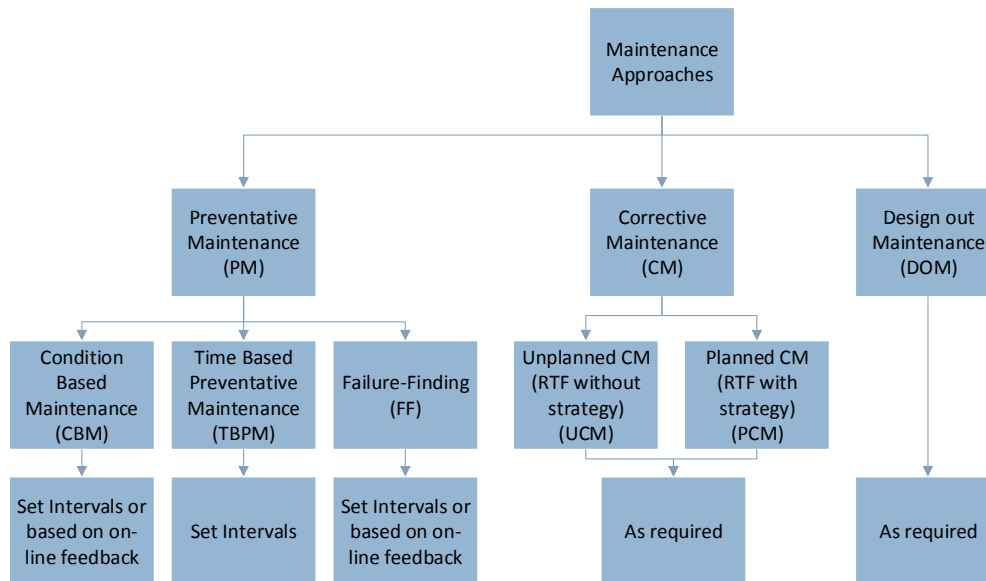 Maintenance
Approaches
Preventative
Maintenance
(PM)
Corrective
Maintenance
(CM)
Design out
Maintenance
(DOM)
Condition
Based
Maintenance
(CBM)
Time Based
Preventative
Maintenance
(TBPM)
Failure-Finding
(FF)
Unplanned CM
(RTF without
strategy)
(UCM)
Planned CM
(RTF with
strategy)
(PCM)
Set Intervals or
based on on-
line feedback
Set Intervals
Set Intervals or
based on on-
line feedback
As required
As required